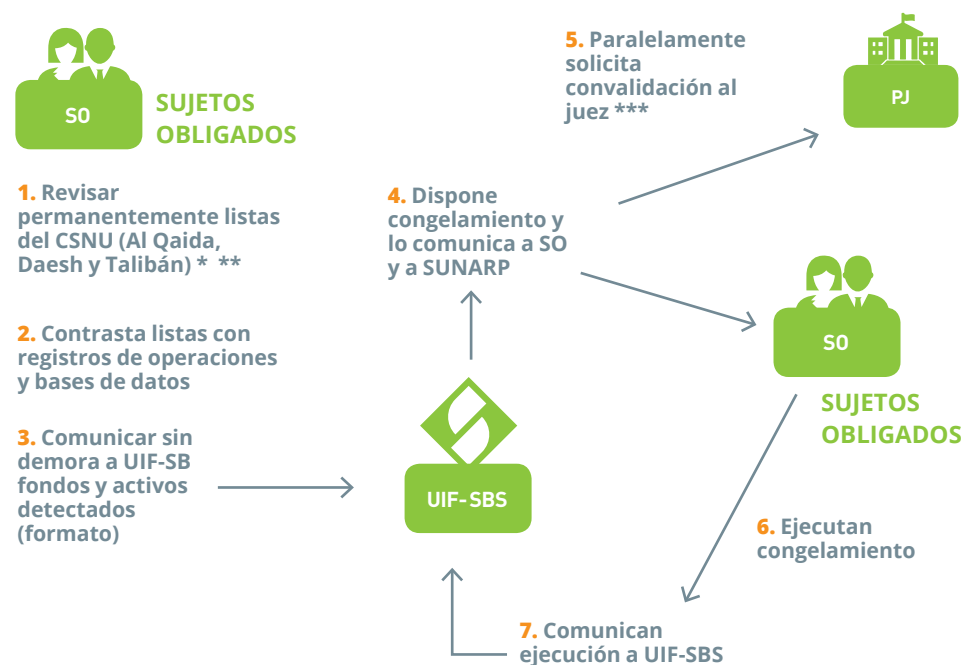 SO
SUJETOS
OBLIGADOS
1. Revisar
permanentemente listas
del CSNU (Al Qaida,
Daesh y Talibán) * **
2. Contrasta listas con
registros de operaciones
y bases de datos
3. Comunicar sin
demora a UIF-SB
fondos y activos
detectados
(formato)
UIF-SBS
4. Dispone
congelamiento y
lo comunica a SO
y a SUNARP
5. Paralelamente
solicita
convalidación al
juez ***
PJ
SO
SUJETOS
OBLIGADOS
6. Ejecutan
congelamiento
7. Comunican
ejecución a UIF-SBS